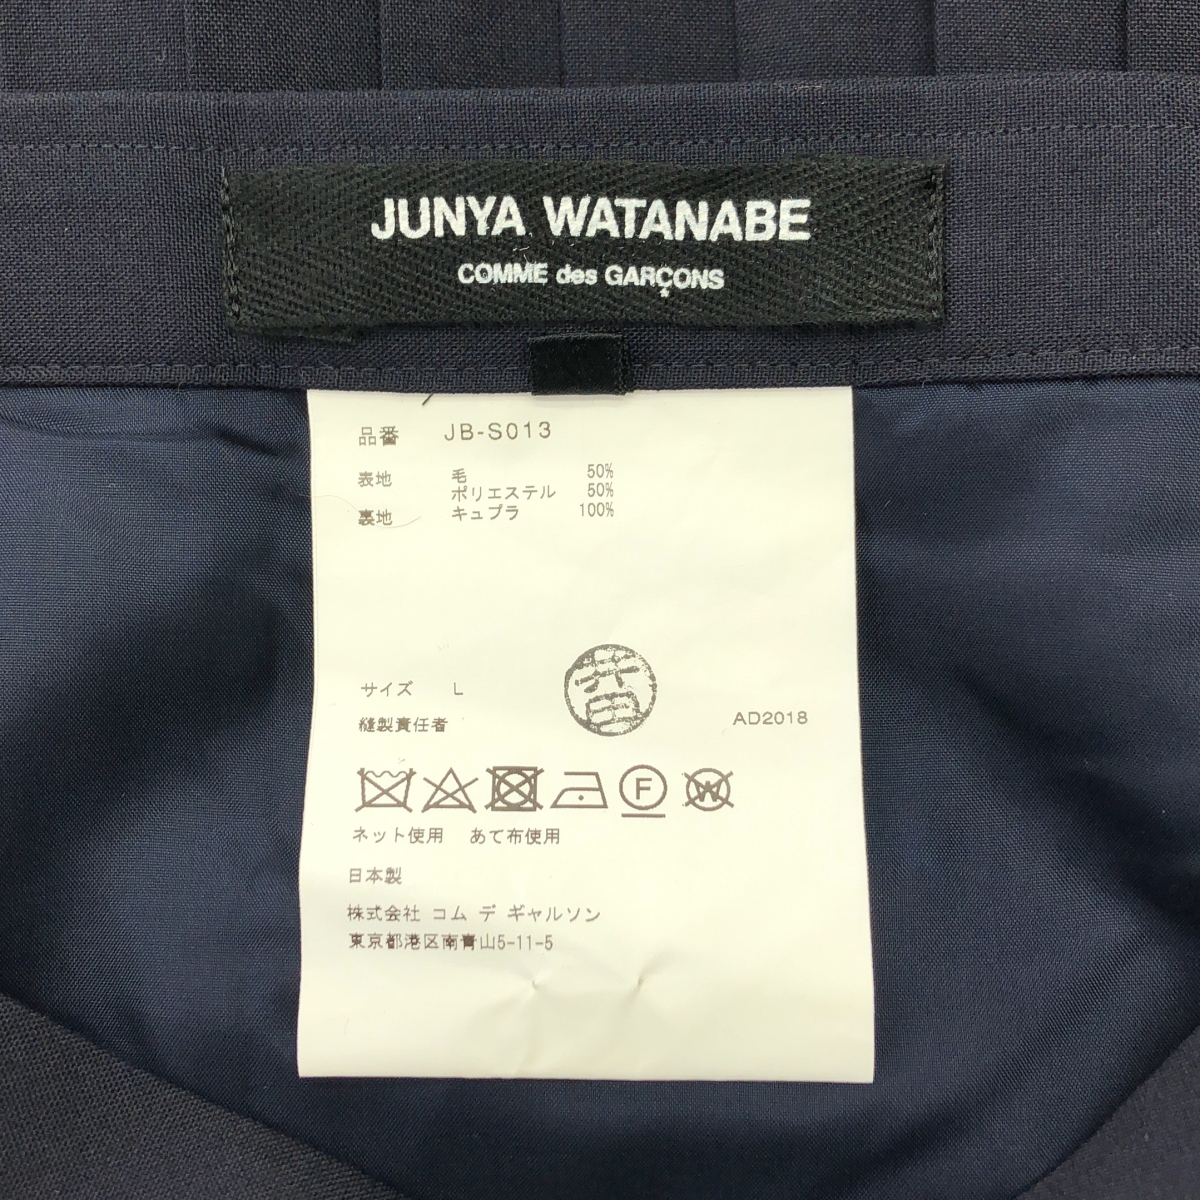 JUNYA WATANABE
COMME des GARÇONS
品番 JB-S013
表地 毛 50%
ポリエステル 50%
裏地 キュプラ 100%
サイズ L
井田
縫製責任者 AD2018
F W
ネット使用 あて布使用
日本製
株式会社 コム デ ギャルソン
東京都港区南青山5-11-5